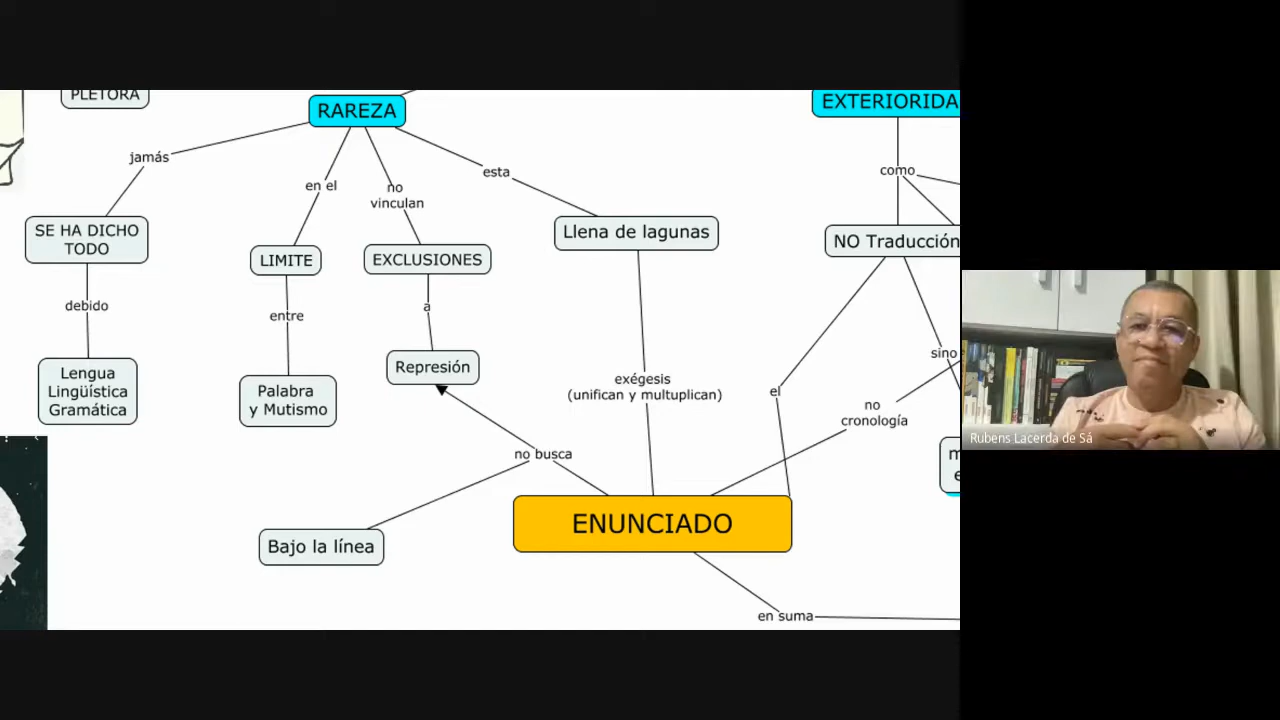 PLETORA
RAREZA
EXTERIORIDA
jamás
en el
no
vinculan
esta
como
SE HA DICHO
TODO
LIMITE
EXCLUSIONES
Llena de lagunas
NO Traducción
debido
entre
a
Lengua
Lingüística
Gramática
Palabra
y Mutismo
Represión
exégesis
(unifican y multuplican)
el
sino
no
cronología
no busca
m
e
Bajo la línea
ENUNCIADO
en suma
Rubens Lacerda de Sá